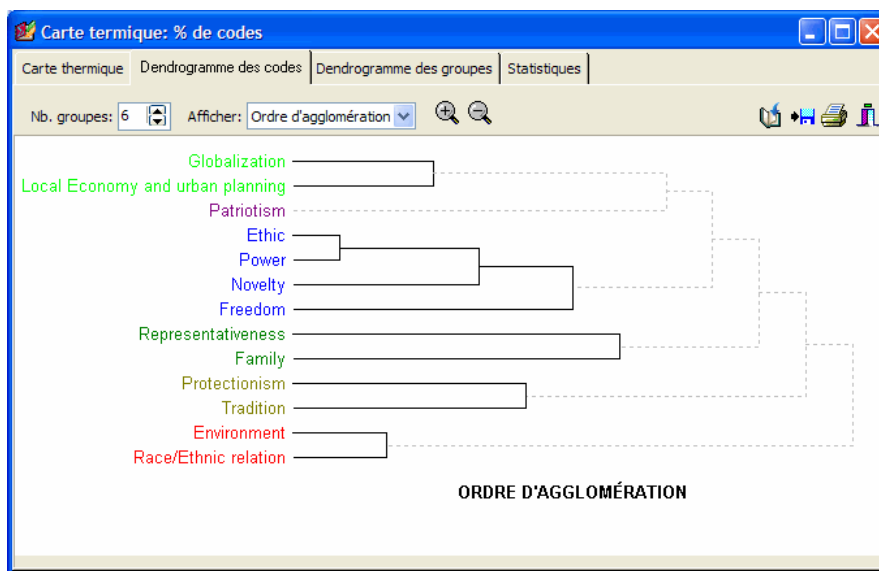 Carte termique: % de codes
Carte thermique Dendrogramme des codes Dendrogramme des groupes Statistiques
Nb. groupes: 6 Afficher: Ordre d'agglomération
Globalization
Local Economy and urban planning
Patriotism
Ethic
Power
Novelty
Freedom
Representativeness
Family
Protectionism
Tradition
Environment
Race/Ethnic relation
ORDRE D'AGGLOMÉRATION